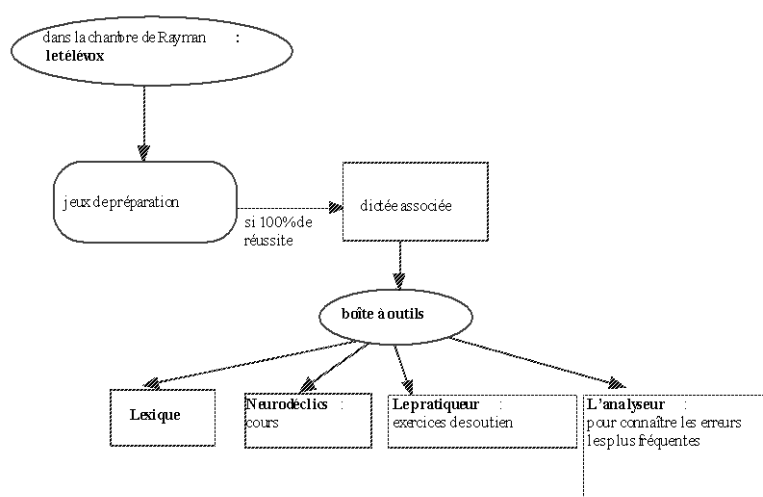 dans la chambre de Rayman :
le télévox
jeux de préparation
si 100% de
réussite
dictée associée
boîte à outils
Lexique
Neurodéclics :
cours
Le pratiqueur :
exercices de soutien
L'analyseur :
pour connaître les erreurs
les plus fréquentes